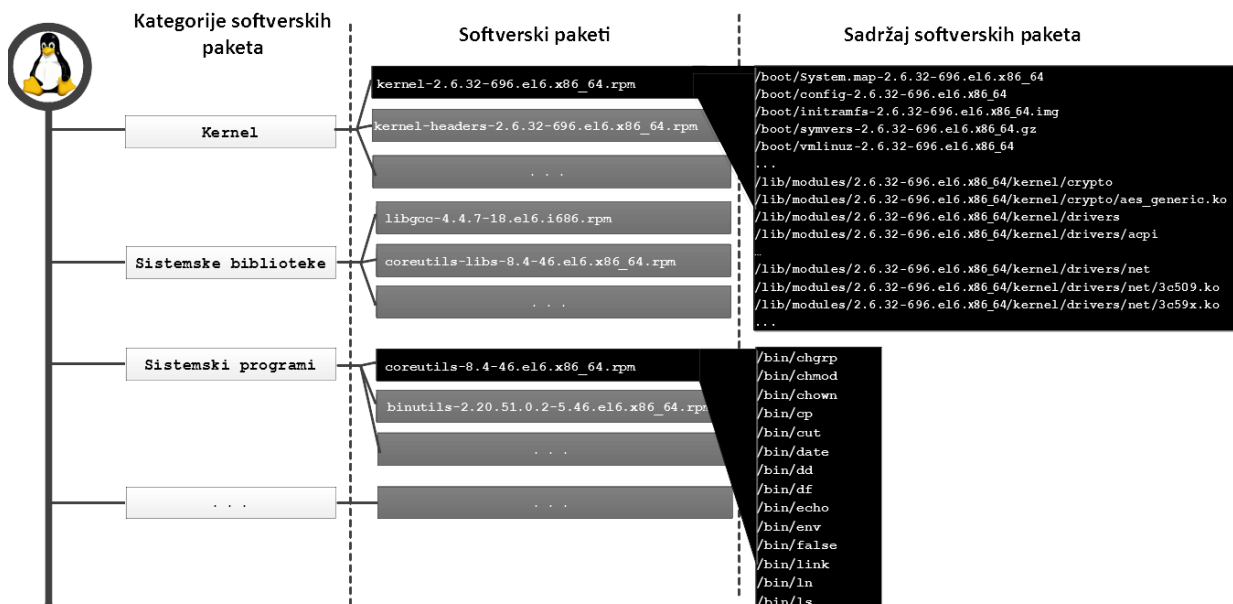 Kategorije softverskih
paketa
Softverski paketi
Sadržaj softverskih paketa
Kernel
kernel-2.6.32-696.el6.x86_64.rpm
kernel-headers-2.6.32-696.el6.x86_64.rpm
. . .
/boot/System.map-2.6.32-696.el6.x86_64
/boot/config-2.6.32-696.el6.x86_64
/boot/initramfs-2.6.32-696.el6.x86_64.img
/boot/symvers-2.6.32-696.el6.x86_64.gz
/boot/vmlinuz-2.6.32-696.el6.x86_64
...
/lib/modules/2.6.32-696.el6.x86_64/kernel/crypto
/lib/modules/2.6.32-696.el6.x86_64/kernel/crypto/aes_generic.ko
/lib/modules/2.6.32-696.el6.x86_64/kernel/drivers
/lib/modules/2.6.32-696.el6.x86_64/kernel/drivers/acpi
…
/lib/modules/2.6.32-696.el6.x86_64/kernel/drivers/net
/lib/modules/2.6.32-696.el6.x86_64/kernel/drivers/net/3c509.ko
/lib/modules/2.6.32-696.el6.x86_64/kernel/drivers/net/3c59x.ko
...
Sistemske biblioteke
libgcc-4.4.7-18.el6.i686.rpm
coreutils-libs-8.4-46.el6.x86_64.rpm
. . .
Sistemski programi
coreutils-8.4-46.el6.x86_64.rpm
binutils-2.20.51.0.2-5.46.el6.x86_64.rpm
. . .
/bin/chgrp
/bin/chmod
/bin/chown
/bin/cp
/bin/cut
/bin/date
/bin/dd
/bin/df
/bin/echo
/bin/env
/bin/false
/bin/link
/bin/ln
/bin/ls
. . .
. . .